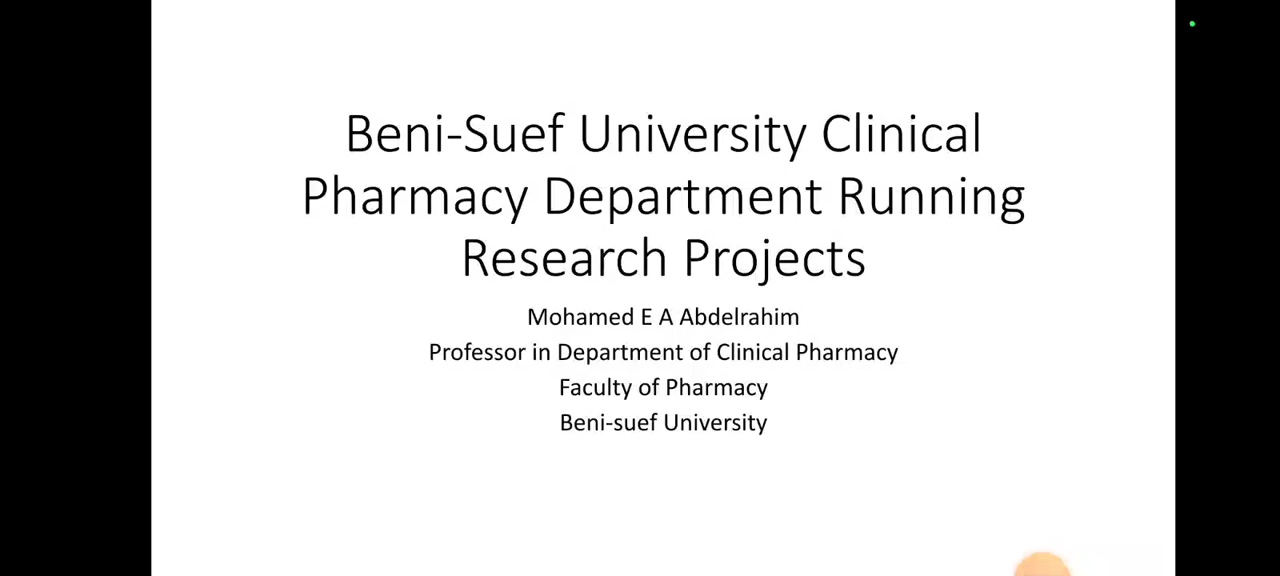 Beni-Suef University Clinical
Pharmacy Department Running
Research Projects
Mohamed E A Abdelrahim
Professor in Department of Clinical Pharmacy
Faculty of Pharmacy
Beni-suef University